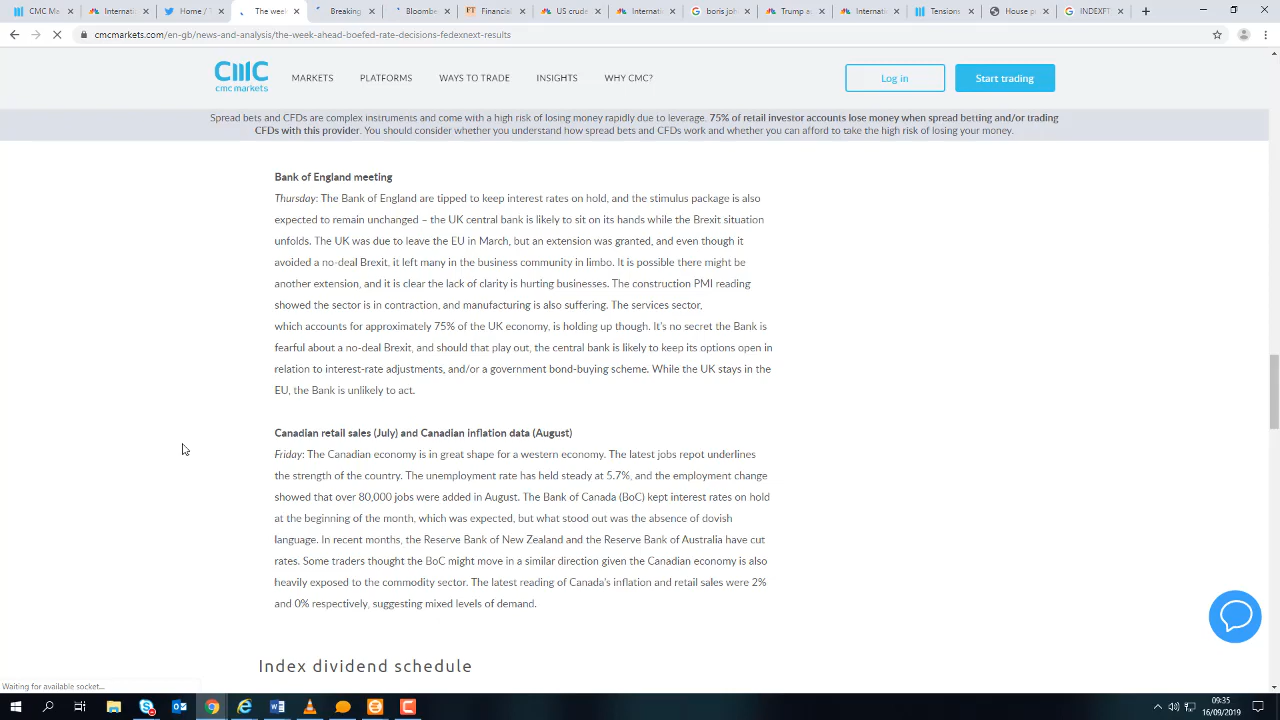 CMC Ma
Internatio
Home / T
The week
Breaking
Bloombe
Financial
US crude
Internatio
boris john
Trump as
Internatio
Tensions
House p
INDEXFT
cmcmarkets.com/en-gb/news-and-analysis/the-week-ahead-boefed-rate-decisions-fedexnext-results
cmc markets
MARKETS
PLATFORMS
WAYS TO TRADE
INSIGHTS
WHY CMC?
Log in
Start trading
Spread bets and CFDs are complex instruments and come with a high risk of losing money rapidly due to leverage. 75% of retail investor accounts lose money when spread betting and/or trading
CFDs with this provider. You should consider whether you understand how spread bets and CFDs work and whether you can afford to take the high risk of losing your money.
Bank of England meeting
Thursday: The Bank of England are tipped to keep interest rates on hold, and the stimulus package is also
expected to remain unchanged – the UK central bank is likely to sit on its hands while the Brexit situation
unfolds. The UK was due to leave the EU in March, but an extension was granted, and even though it
avoided a no-deal Brexit, it left many in the business community in limbo. It is possible there might be
another extension, and it is clear the lack of clarity is hurting businesses. The construction PMI reading
showed the sector is in contraction, and manufacturing is also suffering. The services sector,
which accounts for approximately 75% of the UK economy, is holding up though. It's no secret the Bank is
fearful about a no-deal Brexit, and should that play out, the central bank is likely to keep its options open in
relation to interest-rate adjustments, and/or a government bond-buying scheme. While the UK stays in the
EU, the Bank is unlikely to act.
Canadian retail sales (July) and Canadian inflation data (August)
Friday: The Canadian economy is in great shape for a western economy. The latest jobs repot underlines
the strength of the country. The unemployment rate has held steady at 5.7%, and the employment change
showed that over 80,000 jobs were added in August. The Bank of Canada (BoC) kept interest rates on hold
at the beginning of the month, which was expected, but what stood out was the absence of dovish
language. In recent months, the Reserve Bank of New Zealand and the Reserve Bank of Australia have cut
rates. Some traders thought the BoC might move in a similar direction given the Canadian economy is also
heavily exposed to the commodity sector. The latest reading of Canada's inflation and retail sales were 2%
and 0% respectively, suggesting mixed levels of demand.
Index dividend schedule
Waiting for available socket...
09:35
16/09/2019